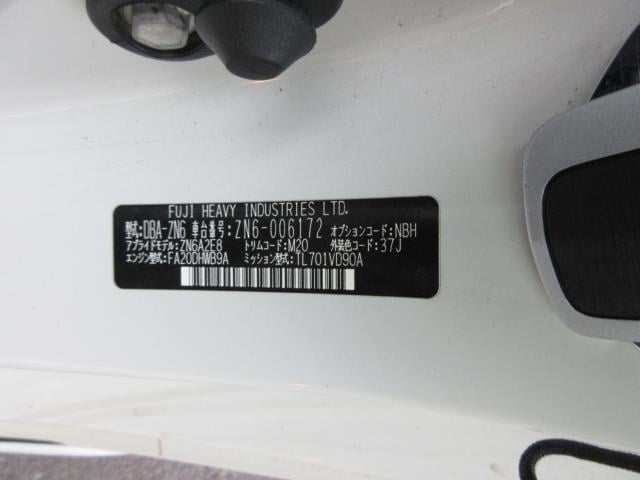 FUJI HEAVY INDUSTRIES LTD.
型式:DBA-ZN6 車台番号:ZN6-006172 オプションコード:NBH
アプライドモデル:ZN6A2E8 トリムコード:M20 外装色コード:37J
エンジン型式:FA20DHWB9A ミッション型式:TL701VD90A